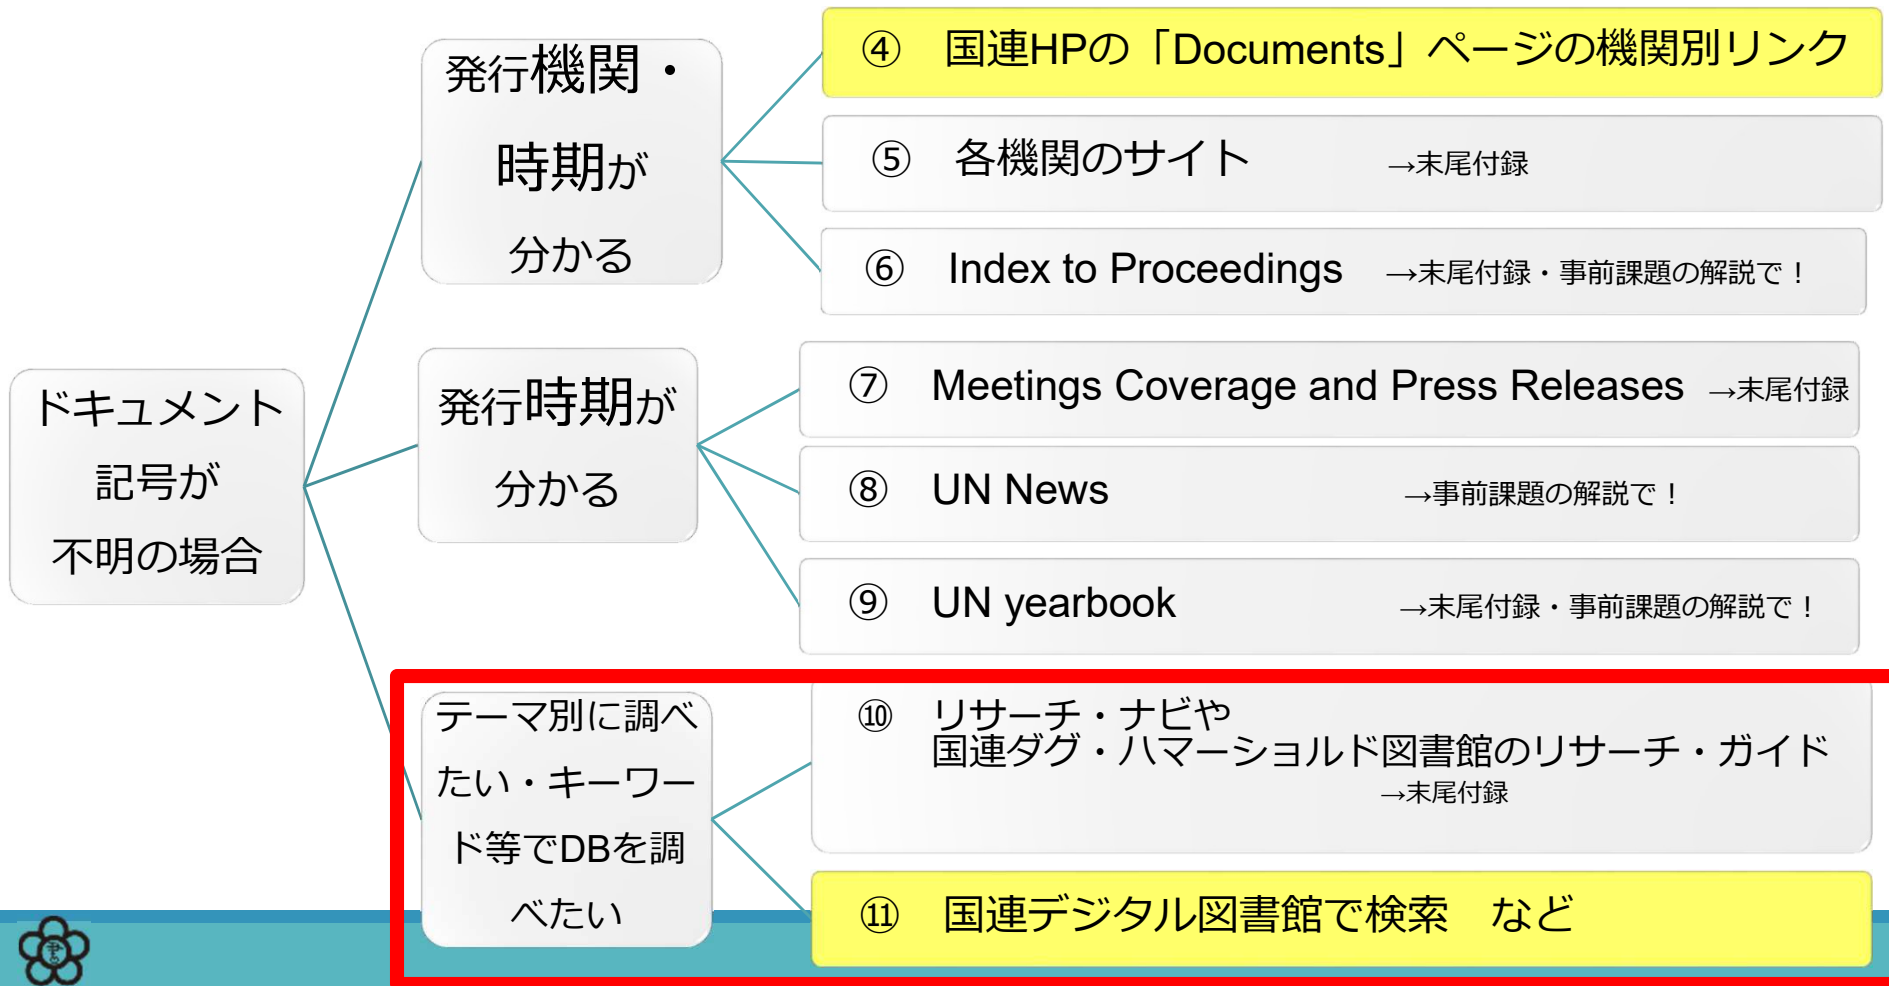 ドキュメント
記号が
不明の場合
発行機関・
時期が
分かる
④ 国連HPの「Documents」ページの機関別リンク
⑤ 各機関のサイト →末尾付録
⑥ Index to Proceedings →末尾付録・事前課題の解説で！
発行時期が
分かる
⑦ Meetings Coverage and Press Releases →末尾付録
⑧ UN News →事前課題の解説で！
⑨ UN yearbook →末尾付録・事前課題の解説で！
テーマ別に調べ
たい・キーワー
ド等でDBを調
べたい
⑩ リサーチ・ナビや
国連ダグ・ハマーショルド図書館のリサーチ・ガイド
→末尾付録
⑪ 国連デジタル図書館で検索 など